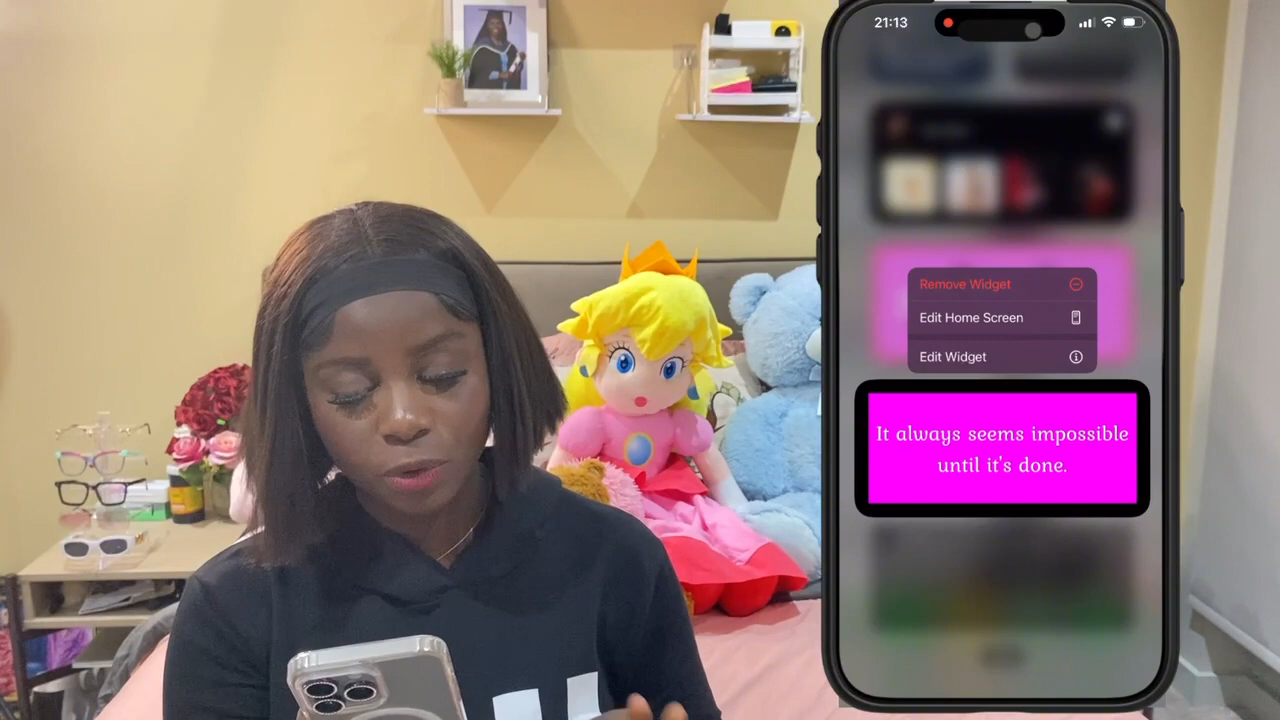 21:13
Remove Widget
Edit Home Screen
Edit Widget
It always seems impossible
until it's done.